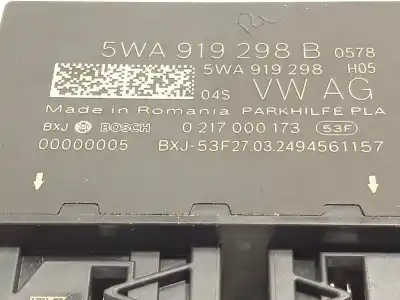 5WA 919 298 B 0578
5WA 919 298 H05
04S VW AG
Made in Romania PARKHILFE PLA
BXJ BOSCH 0 217 000 173 53F
00000005 BXJ-53F27.03.2494561157